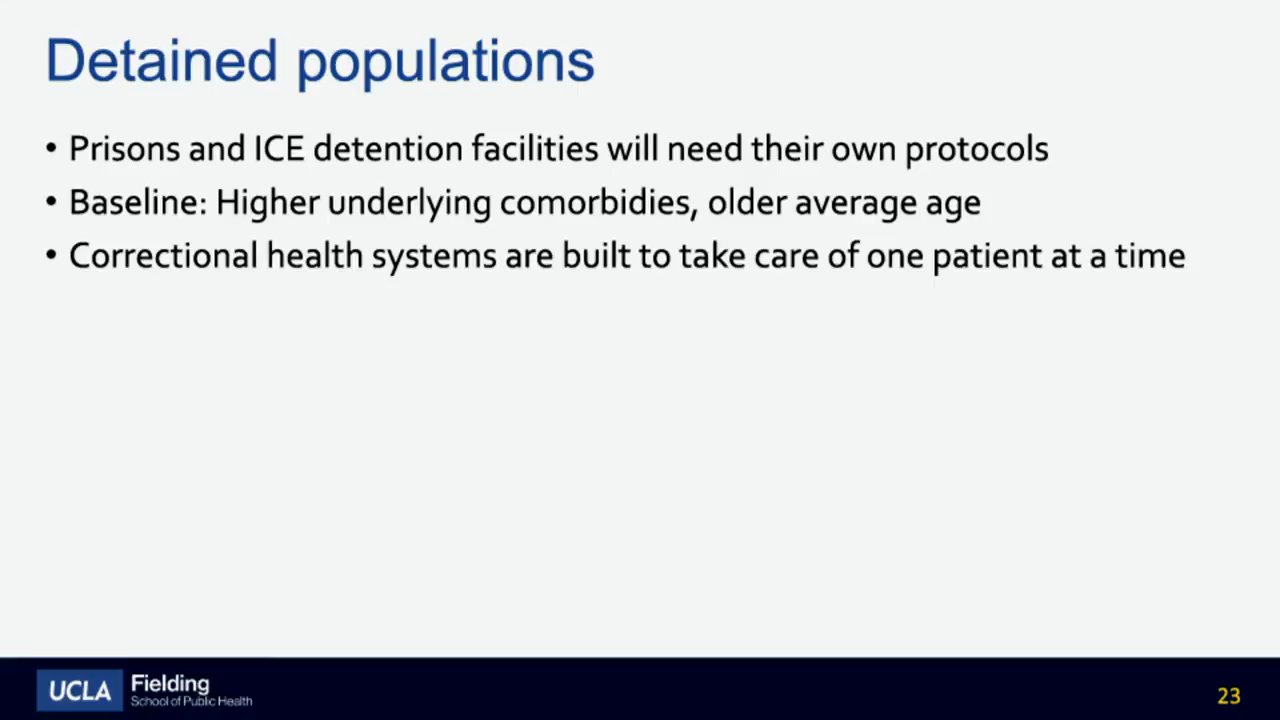 Detained populations
• Prisons and ICE detention facilities will need their own protocols
• Baseline: Higher underlying comorbidies, older average age
• Correctional health systems are built to take care of one patient at a time
UCLA Fielding
School of Public Health
23